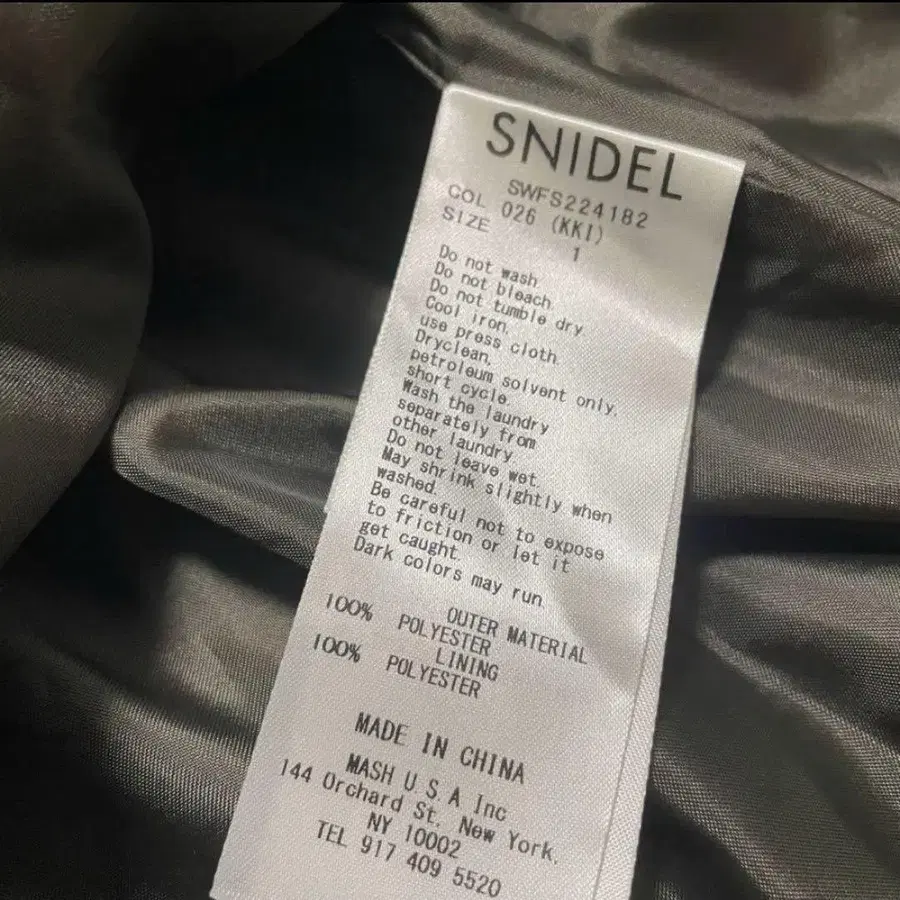 SNIDEL
SWFS224182
COL 026 (KKI)
SIZE 1
Do not wash.
Do not bleach.
Do not tumble dry.
Cool iron.
use press cloth.
Dryclean.
petroleum solvent only.
short cycle.
Wash the laundry
separately from
other laundry.
Do not leave wet.
May shrink slightly when
washed.
Be careful not to expose
to friction or let it
get caught.
Dark colors may run.
OUTER MATERIAL
100% POLYESTER
LINING
100% POLYESTER
MADE IN CHINA
MASH U.S.A Inc
144 Orchard St, New York,
NY 10002
TEL 917 409 5520